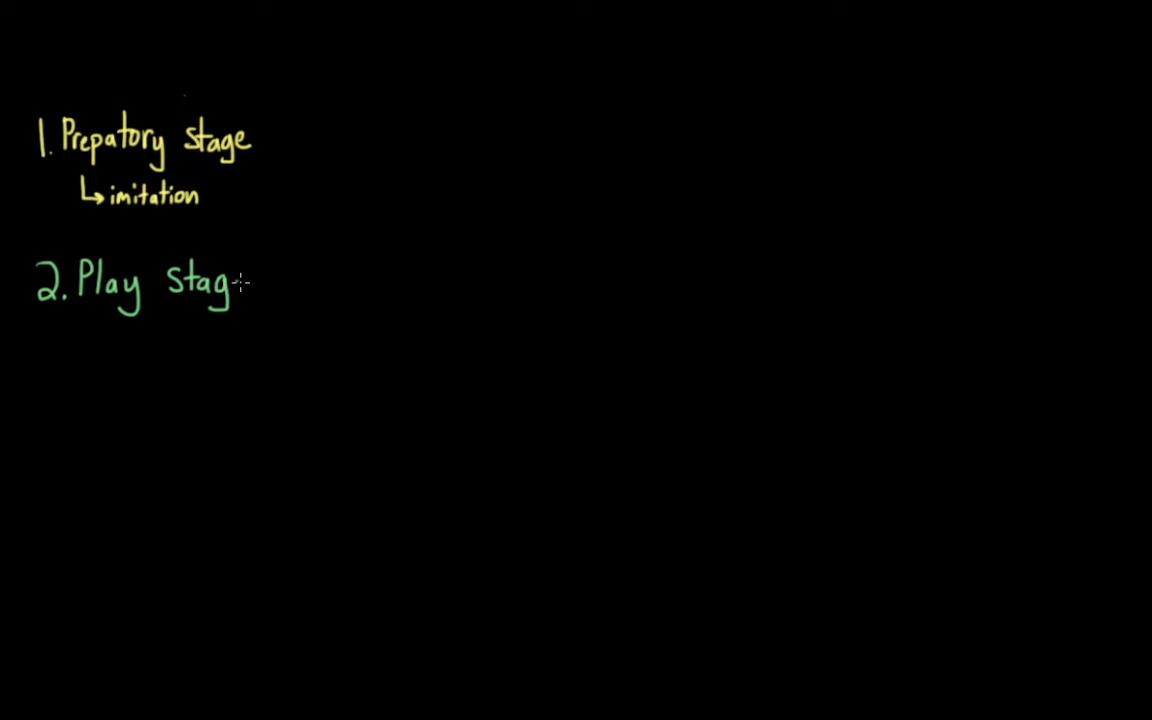 1. Prepatory stage
↳ imitation
2. Play stag